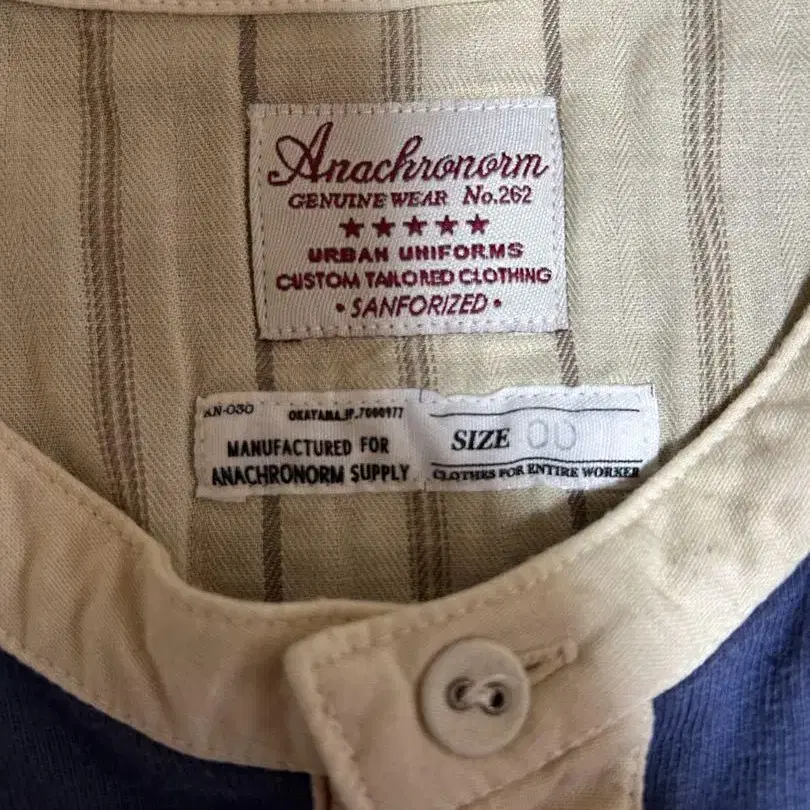 Anachronorm
GENUINE WEAR No.262
★★★★★
URBAN UNIFORMS
CUSTOM TAILORED CLOTHING
• SANFORIZED •
AN-030 OKAYAMA.JP.7000977
MANUFACTURED FOR
ANACHRONORM SUPPLY
SIZE 00
CLOTHES FOR ENTIRE WORKER